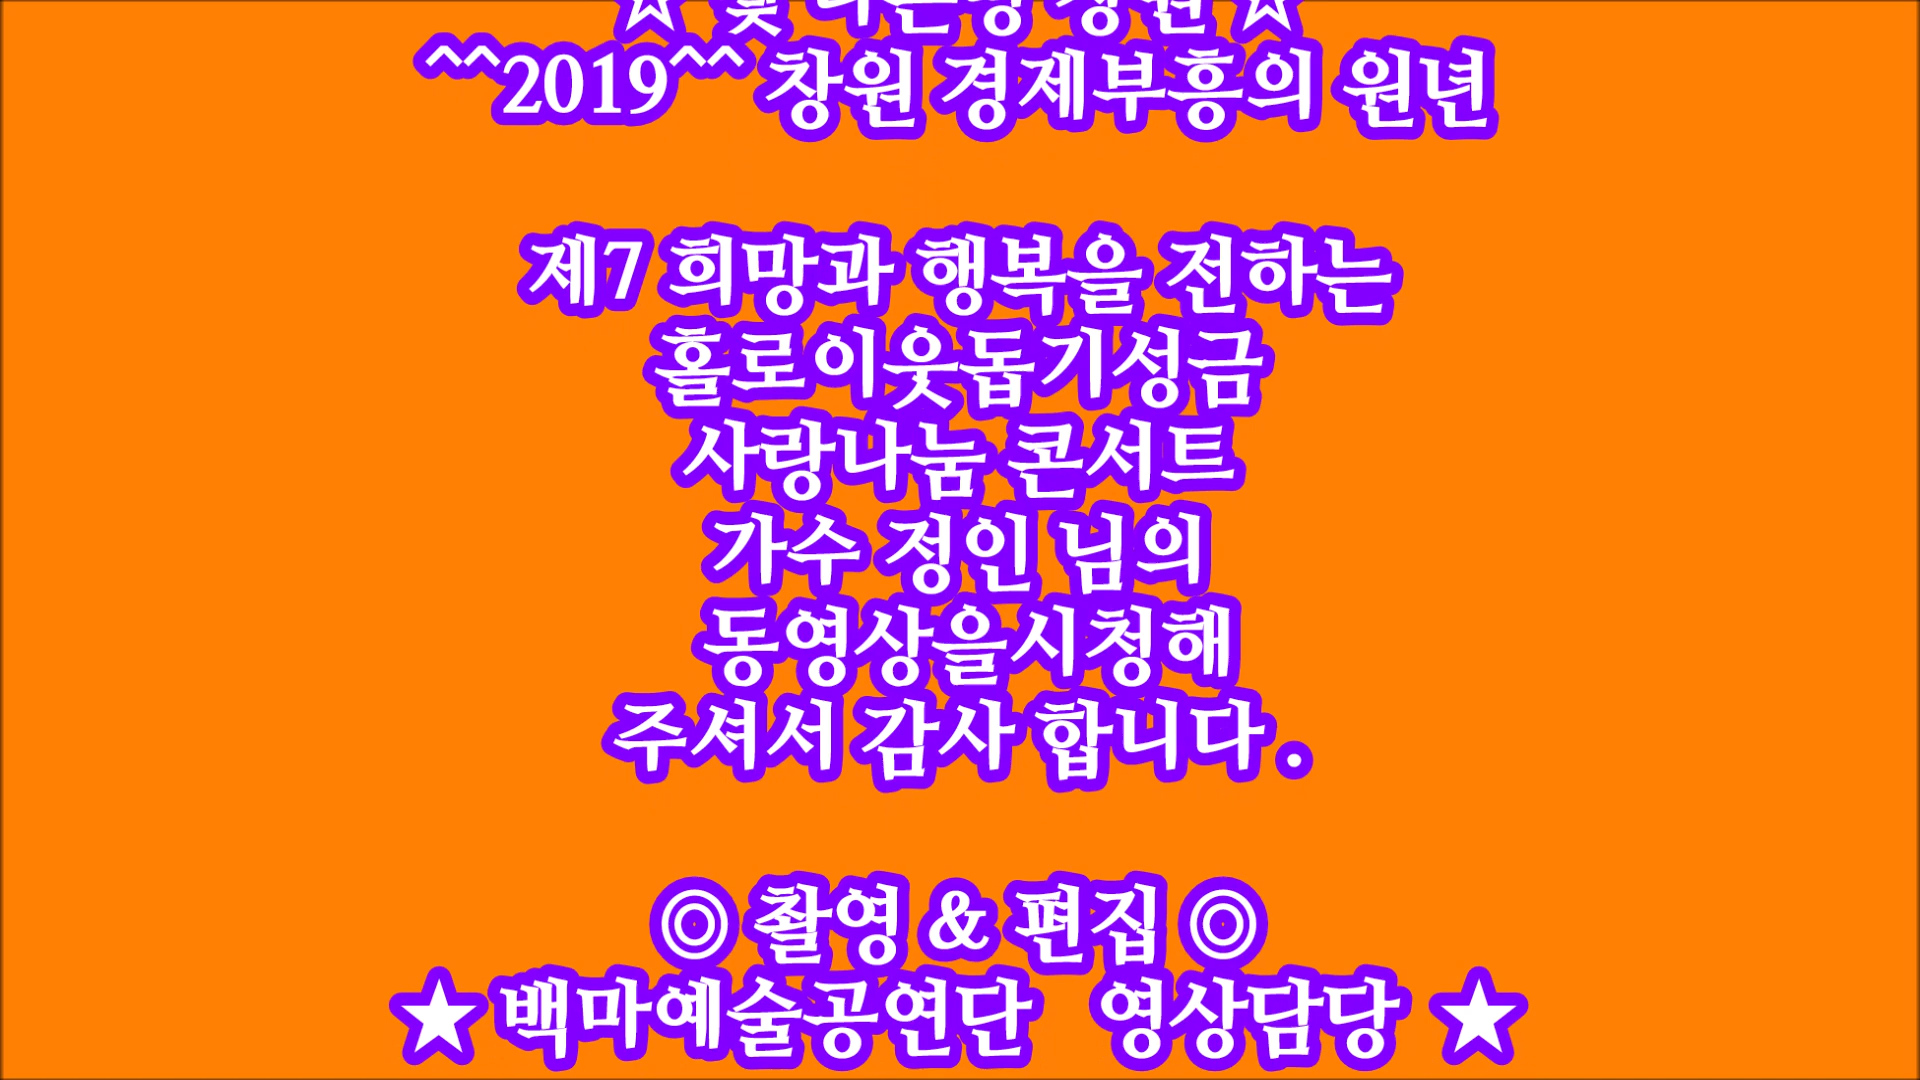 ^^2019^^ 창원 경제부흥의 원년
제7 희망과 행복을 전하는
홀로이웃돕기성금
사랑나눔 콘서트
가수 정인 님의
동영상을시청해
주셔서 감사 합니다 .
◎ 촬영 & 편집 ◎
★ 백마예술공연단 영상담당 ★